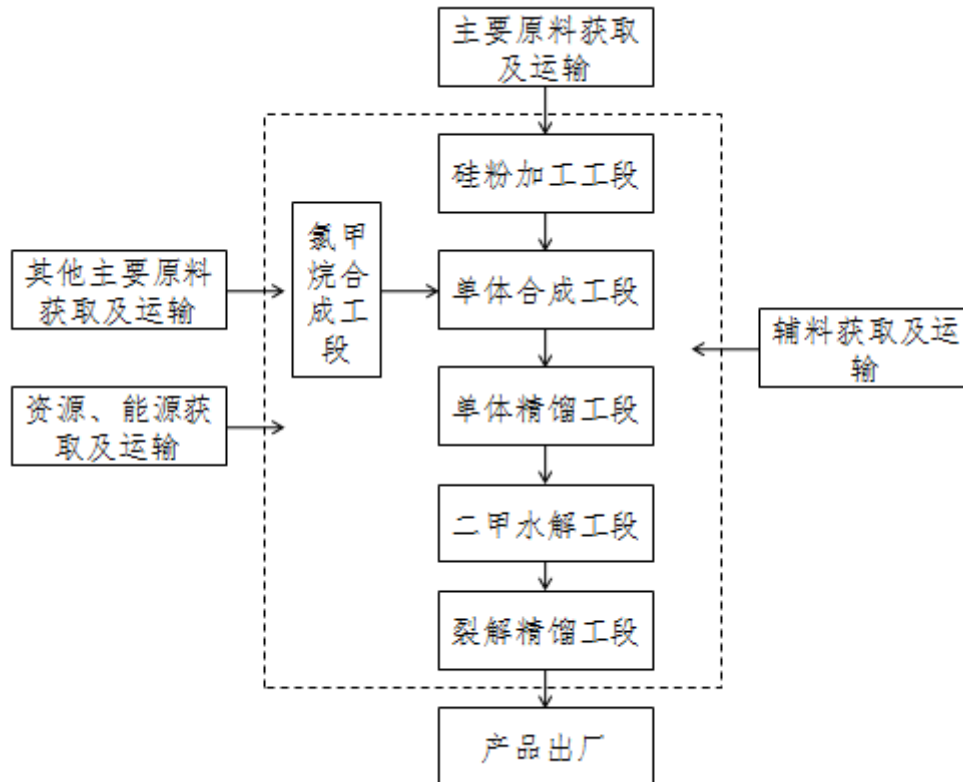 主要原料获取
及运输
硅粉加工工段
氯甲
烷合
成工
段
单体合成工段
其他主要原料
获取及运输
辅料获取及运
输
单体精馏工段
资源、能源获
取及运输
二甲水解工段
裂解精馏工段
产品出厂